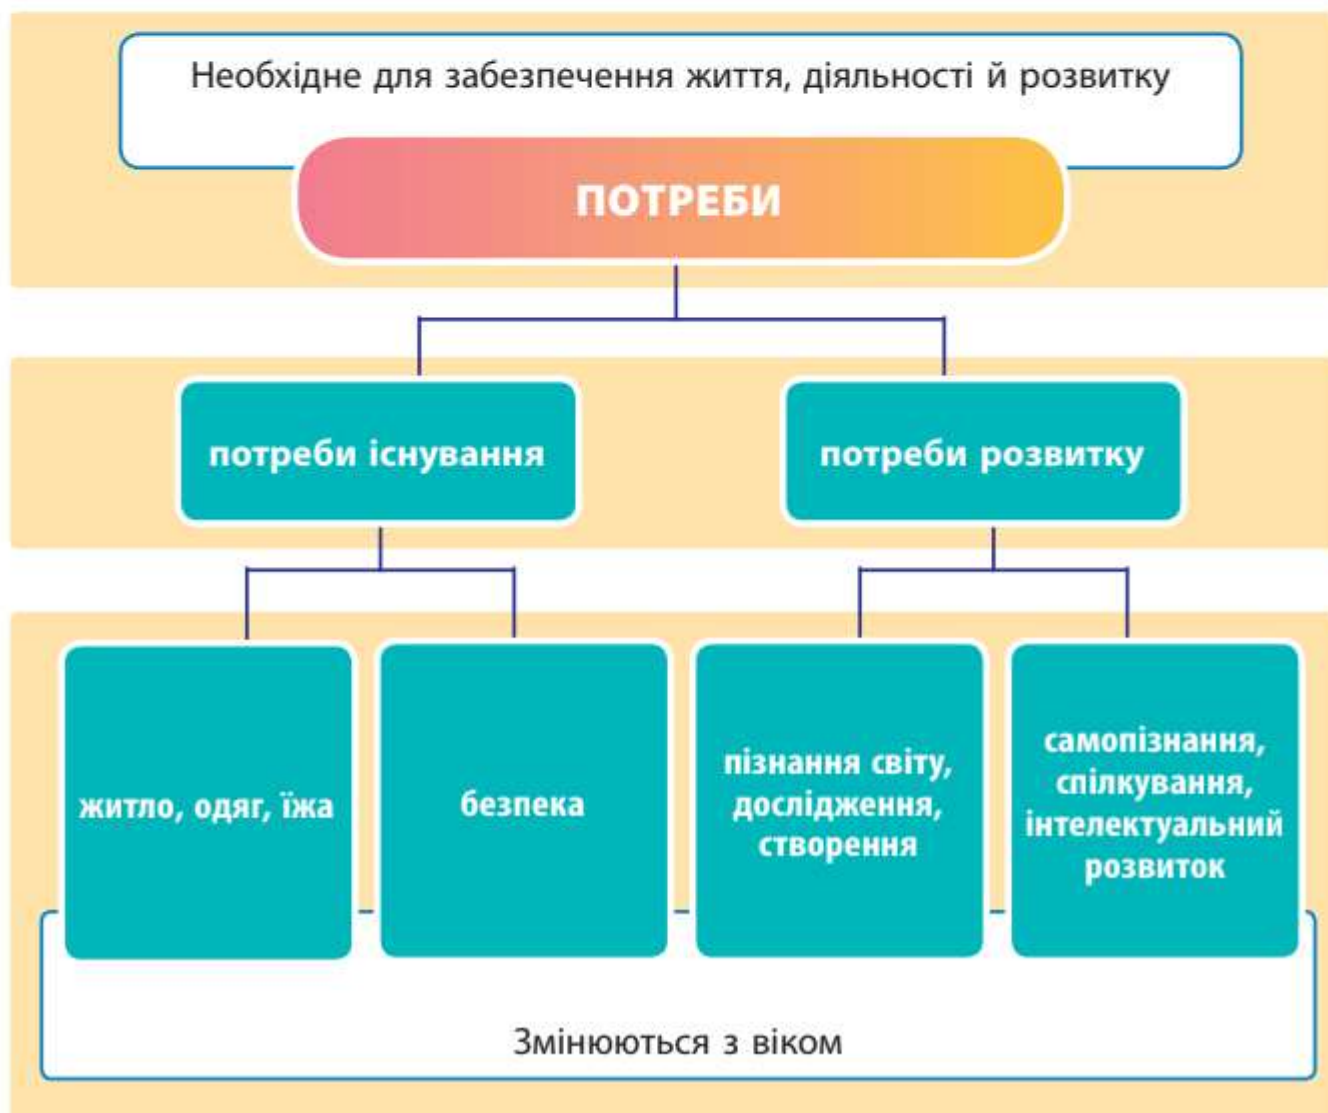 Необхідне для забезпечення життя, діяльності й розвитку
ПОТРЕБИ
потреби існування
потреби розвитку
житло, одяг, їжа
безпека
пізнання світу,
дослідження,
створення
самопізнання,
спілкування,
інтелектуальний
розвиток
Змінюються з віком